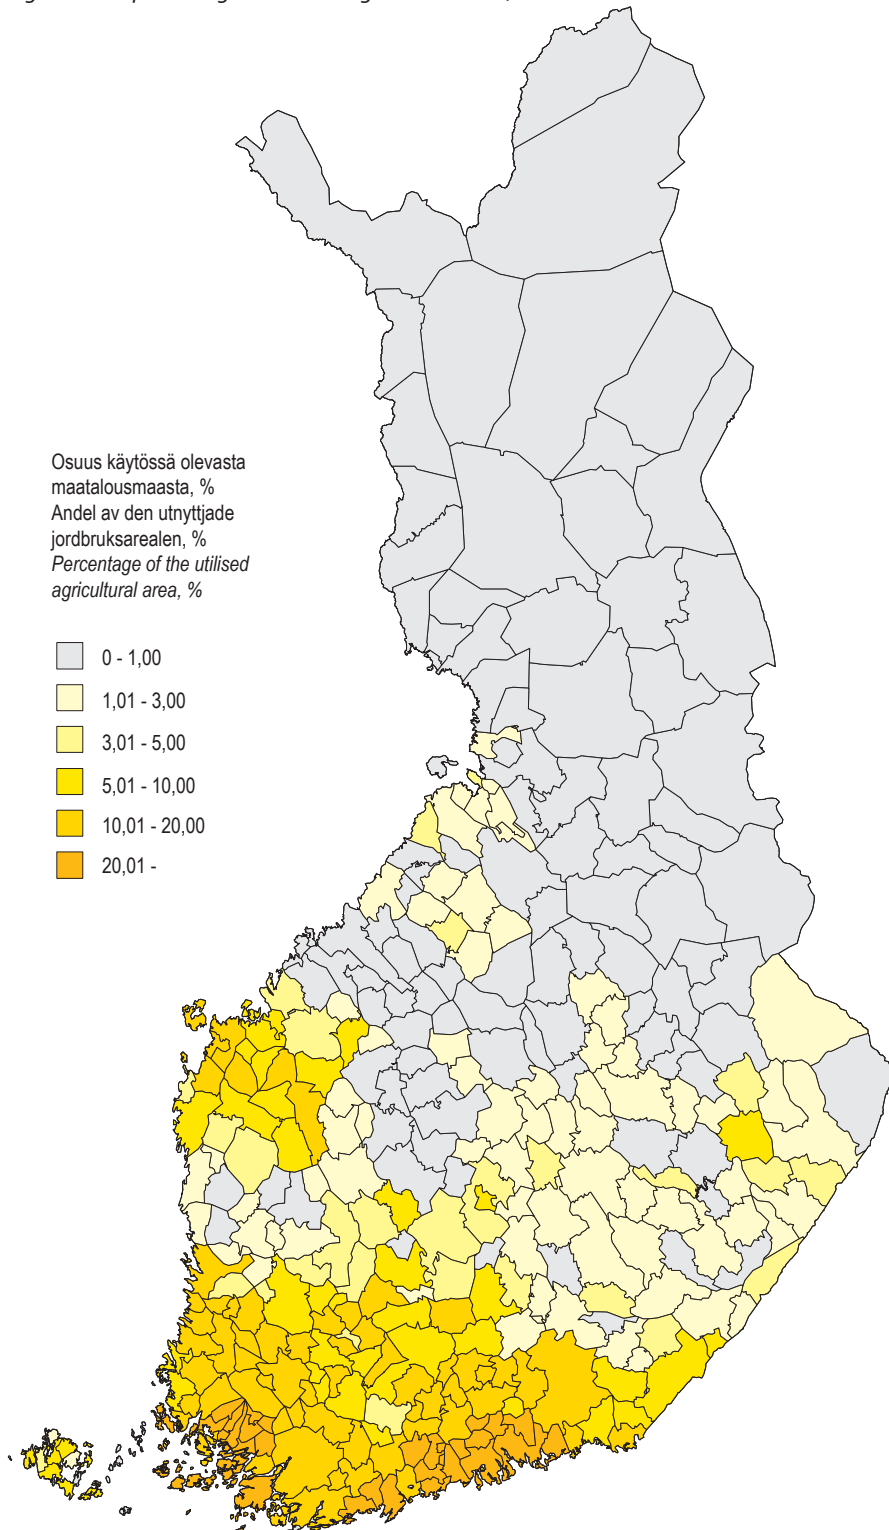 Osuus käytössä olevasta
maatalousmaasta, %
Andel av den utnyttjade
jordbruksarealen, %
Percentage of the utilised
agricultural area, %
0 - 1,00
1,01 - 3,00
3,01 - 5,00
5,01 - 10,00
10,01 - 20,00
20,01 -